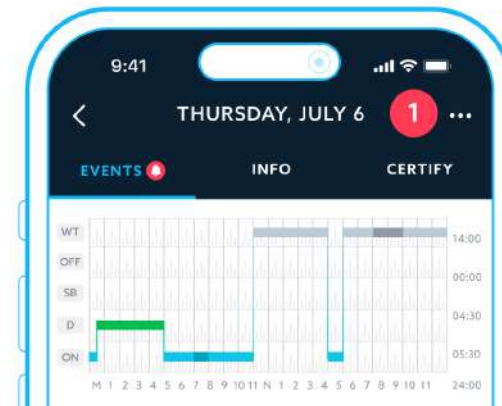 9:41
THURSDAY, JULY 6 1 ...
EVENTS INFO CERTIFY
WT 14:00
OFF 00:00
SB
D 04:30
ON 05:30
M 1 2 3 4 5 6 7 8 9 10 11 N 1 2 3 4 5 6 7 8 9 10 11 24:00